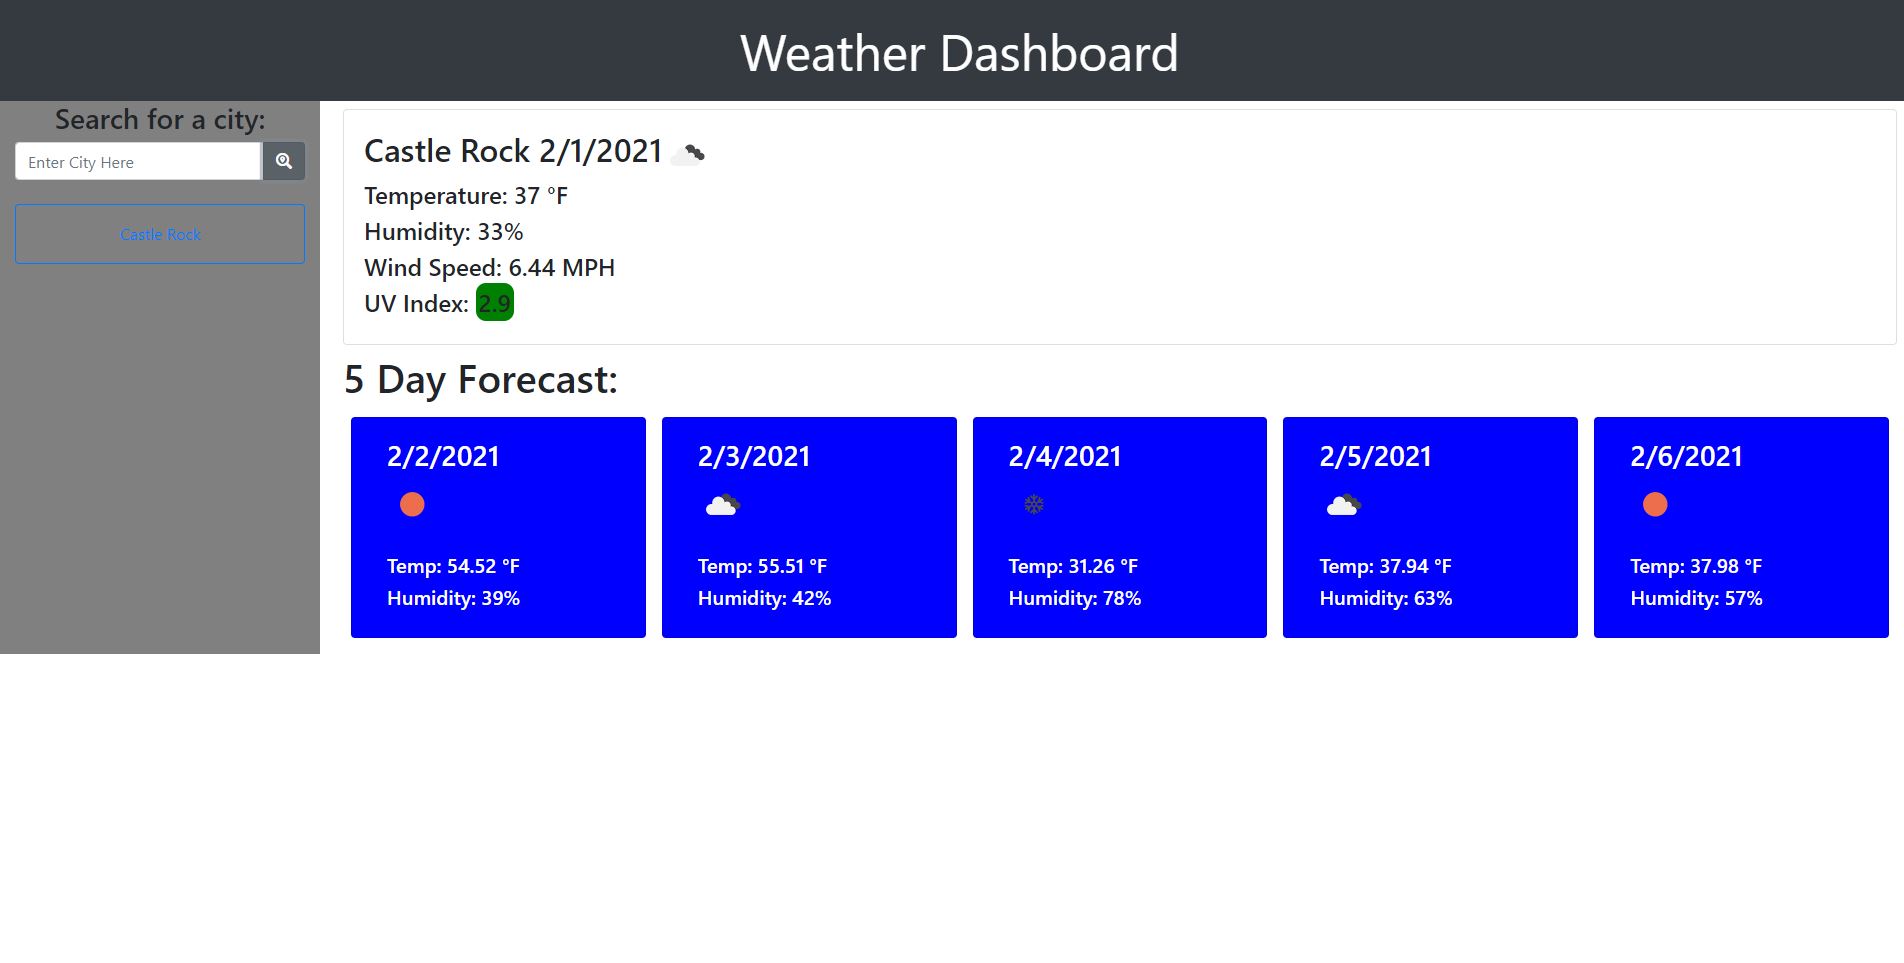 Weather Dashboard
Search for a city:
Enter City Here
Castle Rock
Castle Rock 2/1/2021
Temperature: 37 °F
Humidity: 33%
Wind Speed: 6.44 MPH
UV Index: 2.9
5 Day Forecast:
2/2/2021
Temp: 54.52 °F
Humidity: 39%
2/3/2021
Temp: 55.51 °F
Humidity: 42%
2/4/2021
Temp: 31.26 °F
Humidity: 78%
2/5/2021
Temp: 37.94 °F
Humidity: 63%
2/6/2021
Temp: 37.98 °F
Humidity: 57%